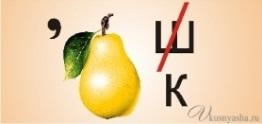 ’ Ш
К
Vkusnyasha.ru